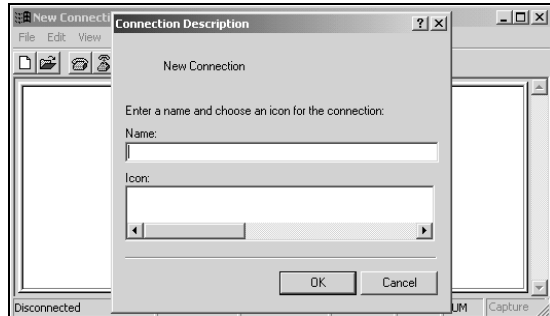 New Connecti
Connection Description
File Edit View
New Connection
Enter a name and choose an icon for the connection:
Name:
Icon:
OK Cancel
Disconnected
UM Capture